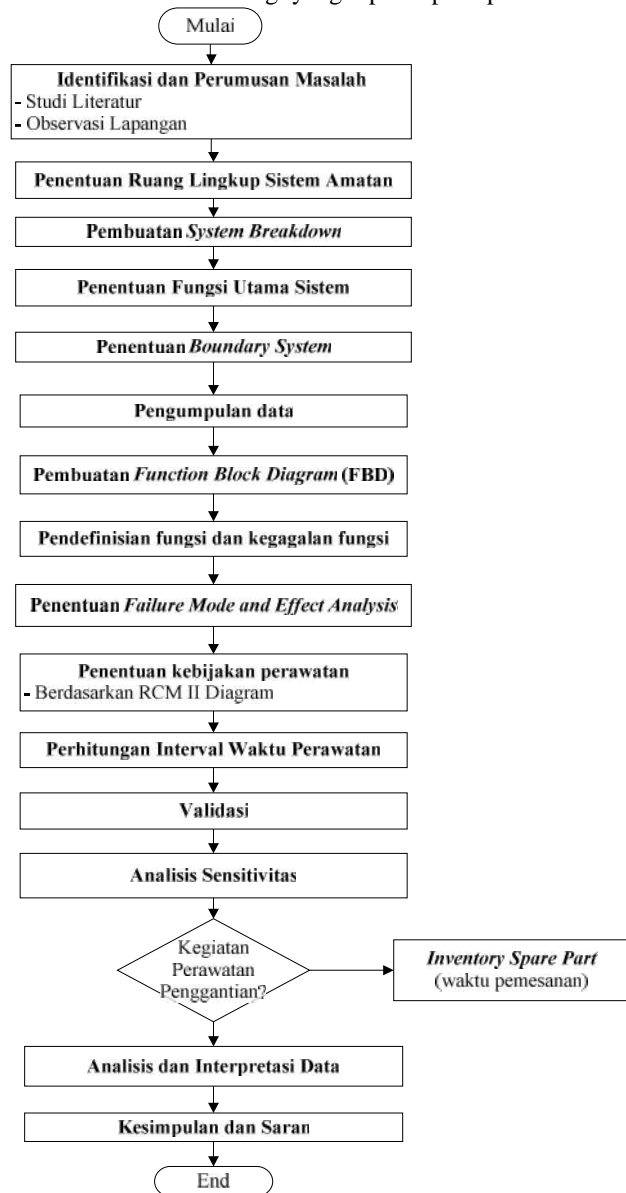 Mulai
Identifikasi dan Perumusan Masalah
- Studi Literatur
- Observasi Lapangan
Penentuan Ruang Lingkup Sistem Amatan
Pembuatan System Breakdown
Penentuan Fungsi Utama Sistem
Penentuan Boundary System
Pengumpulan data
Pembuatan Function Block Diagram (FBD)
Pendefinisian fungsi dan kegagalan fungsi
Penentuan Failure Mode and Effect Analysis
Penentuan kebijakan perawatan
- Berdasarkan RCM II Diagram
Perhitungan Interval Waktu Perawatan
Validasi
Analisis Sensitivitas
Kegiatan
Perawatan
Penggantian?
Inventory Spare Part
(waktu pemesanan)
Analisis dan Interpretasi Data
Kesimpulan dan Saran
End